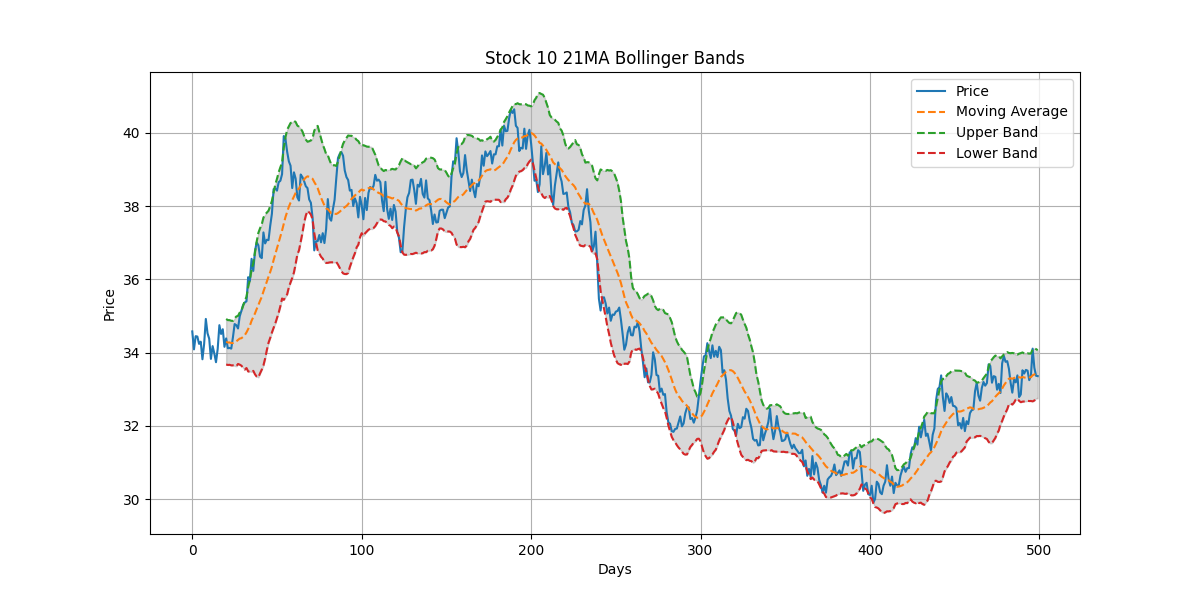 Stock 10 21MA Bollinger Bands
Price
Moving Average
Upper Band
Lower Band
Price
40
38
36
34
32
30
0 100 200 300 400 500
Days